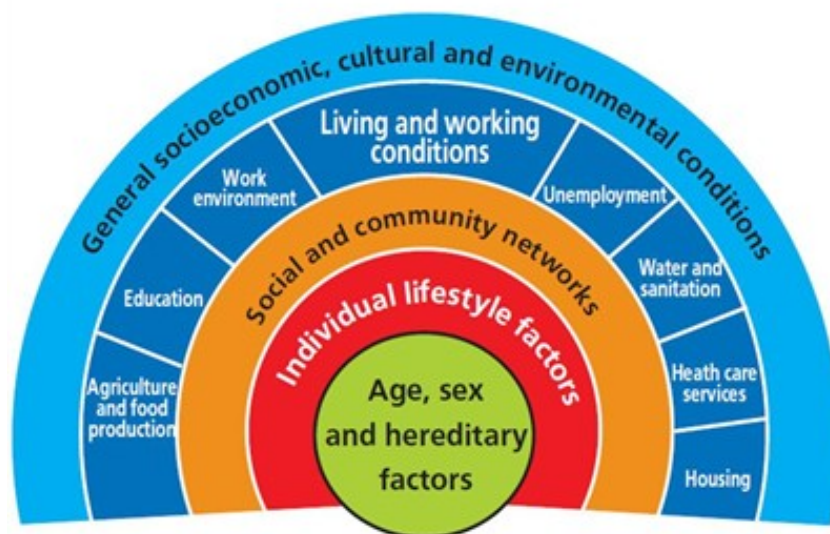 General socioeconomic, cultural and environmental conditions
Living and working
conditions
Work
environment
Unemployment
Education
Water and
sanitation
Agriculture
and food
production
Heath care
services
Housing
Social and community networks
Individual lifestyle factors
Age, sex
and hereditary
factors